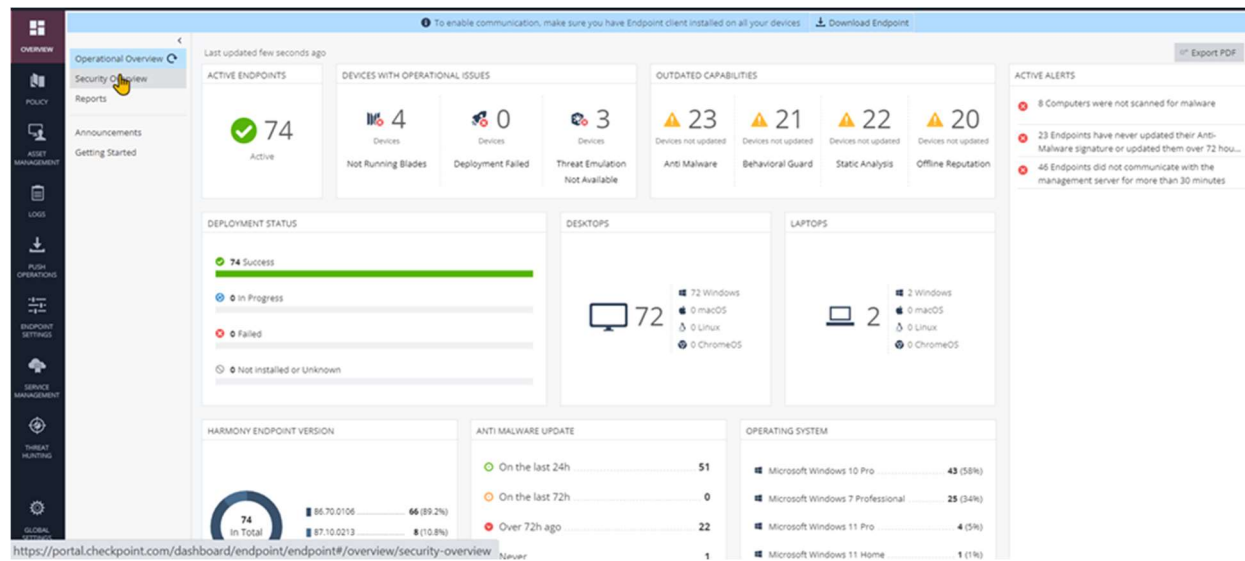 To enable communication, make sure you have Endpoint client installed on all your devices Download Endpoint
OVERVIEW
POLICY
ASSET
MANAGEMENT
LOGS
PUSH
OPERATIONS
ENDPOINT
SETTINGS
SERVICE
MANAGEMENT
THREAT
HUNTING
GLOBAL
SETTINGS
Operational Overview
Security Overview
Reports
Announcements
Getting Started
Last updated few seconds ago
Export PDF
ACTIVE ENDPOINTS
74
Active
DEVICES WITH OPERATIONAL ISSUES
4
Devices
Not Running Blades
0
Devices
Deployment Failed
3
Devices
Threat Emulation
Not Available
OUTDATED CAPABILITIES
23
Devices not updated
Anti Malware
21
Devices not updated
Behavioral Guard
22
Devices not updated
Static Analysis
20
Devices not updated
Offline Reputation
ACTIVE ALERTS
8 Computers were not scanned for malware
23 Endpoints have never updated their Anti-
Malware signature or updated them over 72 hou...
46 Endpoints did not communicate with the
management server for more than 30 minutes
DEPLOYMENT STATUS
74 Success
0 In Progress
0 Failed
0 Not installed or Unknown
DESKTOPS
72
72 Windows
0 macOS
0 Linux
0 ChromeOS
LAPTOPS
2
2 Windows
0 macOS
0 Linux
0 ChromeOS
HARMONY ENDPOINT VERSION
74
In Total
86.70.0106 66 (89.2%)
87.10.0213 8 (10.8%)
ANTI MALWARE UPDATE
On the last 24h 51
On the last 72h 0
Over 72h ago 22
Never 1
OPERATING SYSTEM
Microsoft Windows 10 Pro 43 (58%)
Microsoft Windows 7 Professional 25 (34%)
Microsoft Windows 11 Pro 4 (5%)
Microsoft Windows 11 Home 1 (1%)
https://portal.checkpoint.com/dashboard/endpoint/endpoint#/overview/security-overview